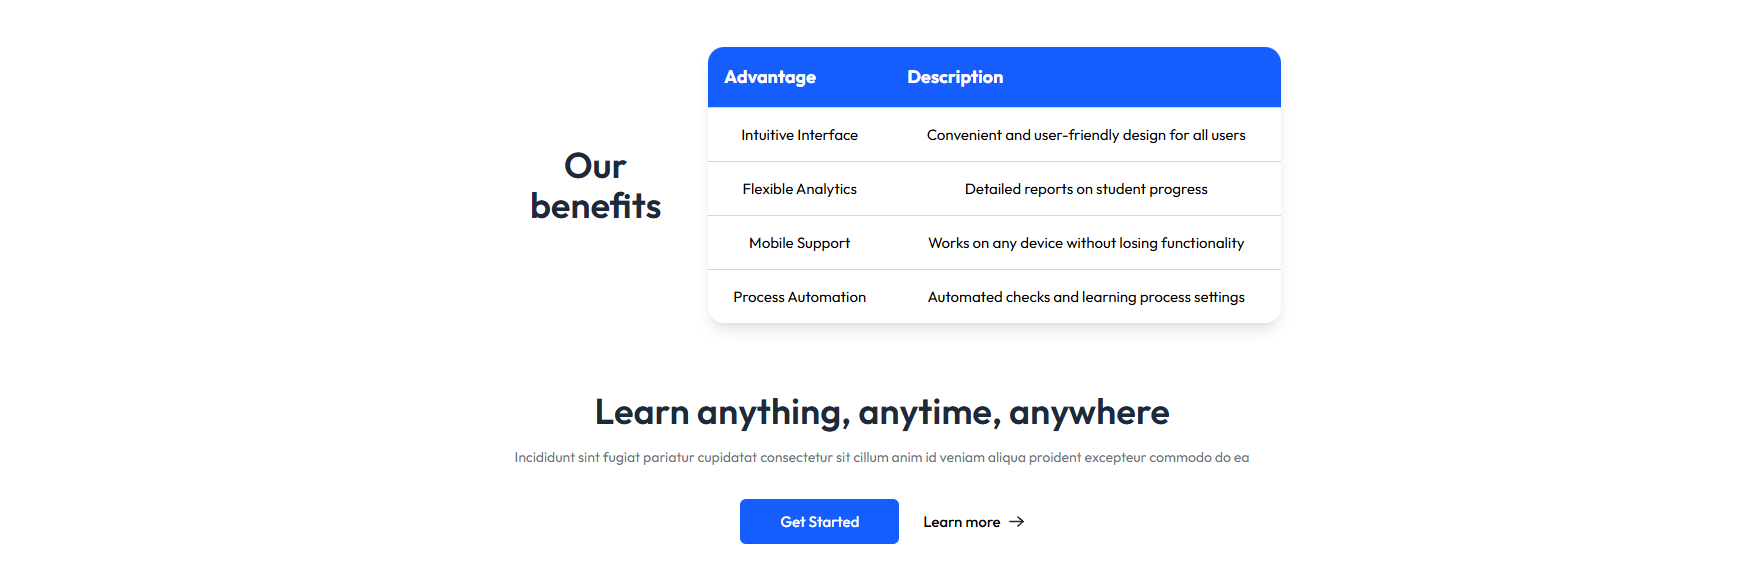 Our
benefits
Advantage Description
Intuitive Interface Convenient and user-friendly design for all users
Flexible Analytics Detailed reports on student progress
Mobile Support Works on any device without losing functionality
Process Automation Automated checks and learning process settings
Learn anything, anytime, anywhere
Incididunt sint fugiat pariatur cupidatat consectetur sit cillum anim id veniam aliqua proident excepteur commodo do ea
Get Started Learn more →